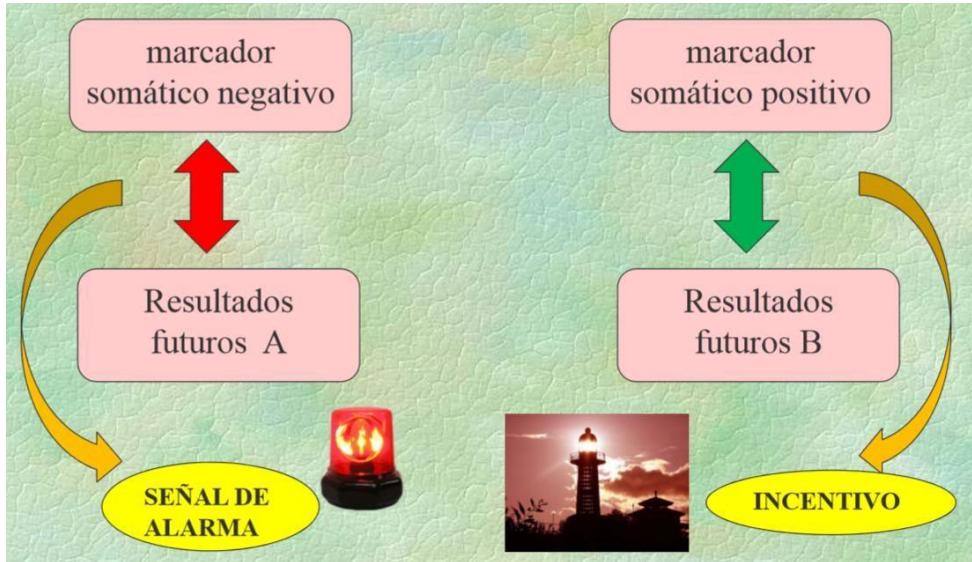 marcador
somático negativo
Resultados
futuros A
SEÑAL DE
ALARMA
marcador
somático positivo
Resultados
futuros B
INCENTIVO